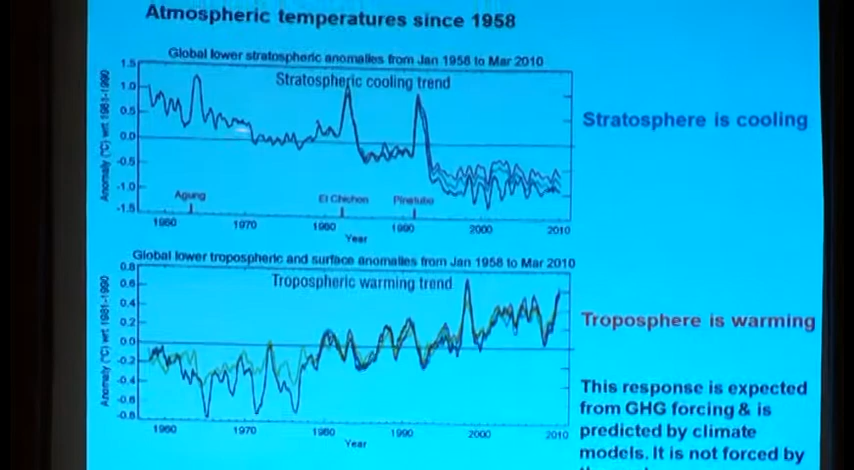 Atmospheric temperatures since 1958
Global lower stratospheric anomalies from Jan 1958 to Mar 2010
Stratospheric cooling trend
Anomaly (°C) wrt 1981-1990
1.5
1.0
0.5
0.0
-0.5
-1.0
-1.5
Agung
El Chichon
Pinatubo
1960 1970 1980 1990 2000 2010
Year
Stratosphere is cooling
Global lower tropospheric and surface anomalies from Jan 1958 to Mar 2010
Tropospheric warming trend
Anomaly (°C) wrt 1981-1990
0.8
0.6
0.4
0.2
0.0
-0.2
-0.4
-0.6
-0.8
1960 1970 1980 1990 2000 2010
Year
Troposphere is warming
This response is expected
from GHG forcing & is
predicted by climate
models. It is not forced by